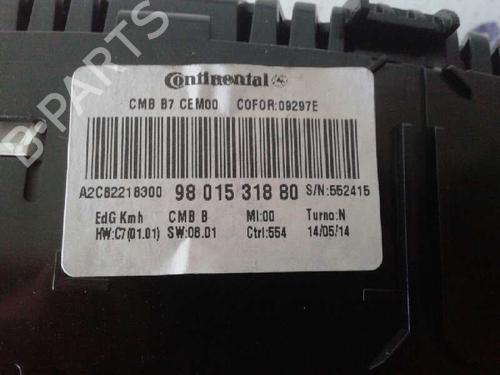 B-PARTS
Continental
CMB B7 CEM00 COFOR:09297E
A2C82218300 98 015 318 80 S/N:552415
EdG Kmh CMB B MI:00 Turno:N
HW:C7(01.01) SW:08.01 Ctrl:554 14/05/14